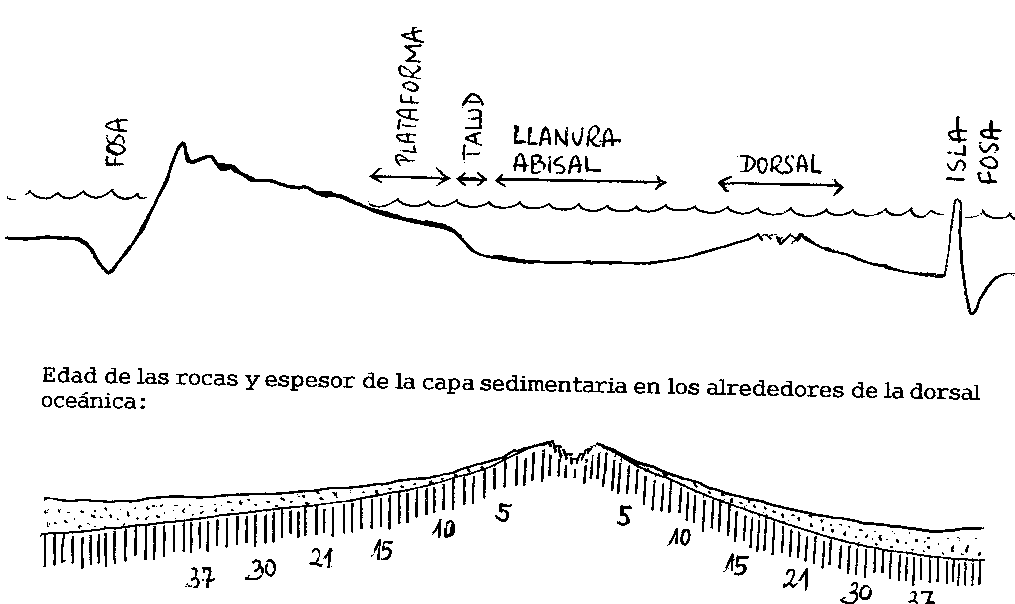 FOSA
PLATAFORMA
TALUD
LLANURA
ABISAL
DORSAL
ISLA
FOSA
Edad de las rocas y espesor de la capa sedimentaria en los alrededores de la dorsal
oceánica:
37 30 21 15 10 5 5 10 15 21 30